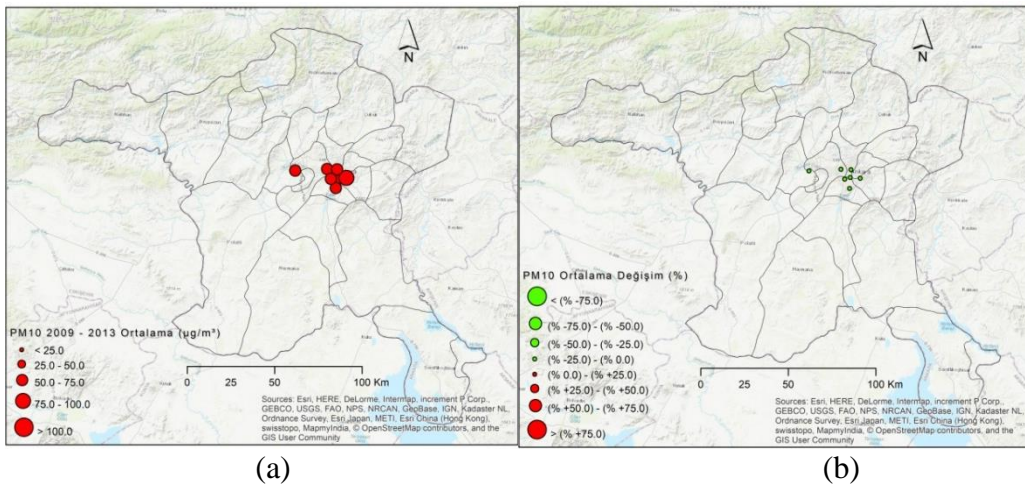 N
PM10 2009 - 2013 Ortalama (µg/m³)
< 25.0
25.0 - 50.0
50.0 - 75.0
75.0 - 100.0
> 100.0
0 25 50 100 Km
Sources: Esri, HERE, DeLorme, Intermap, increment P Corp.,
GEBCO, USGS, FAO, NPS, NRCAN, GeoBase, IGN, Kadaster NL,
Ordnance Survey, Esri Japan, METI, Esri China (Hong Kong),
swisstopo, MapmyIndia, © OpenStreetMap contributors, and the
GIS User Community
(a)
N
PM10 Ortalama Değişim (%)
< (% -75.0)
(% -75.0) - (% -50.0)
(% -50.0) - (% -25.0)
(% -25.0) - (% 0.0)
(% 0.0) - (% +25.0)
(% +25.0) - (% +50.0)
(% +50.0) - (% +75.0)
> (% +75.0)
0 25 50 100 Km
Sources: Esri, HERE, DeLorme, Intermap, increment P Corp.,
GEBCO, USGS, FAO, NPS, NRCAN, GeoBase, IGN, Kadaster NL,
Ordnance Survey, Esri Japan, METI, Esri China (Hong Kong),
swisstopo, MapmyIndia, © OpenStreetMap contributors, and the
GIS User Community
(b)